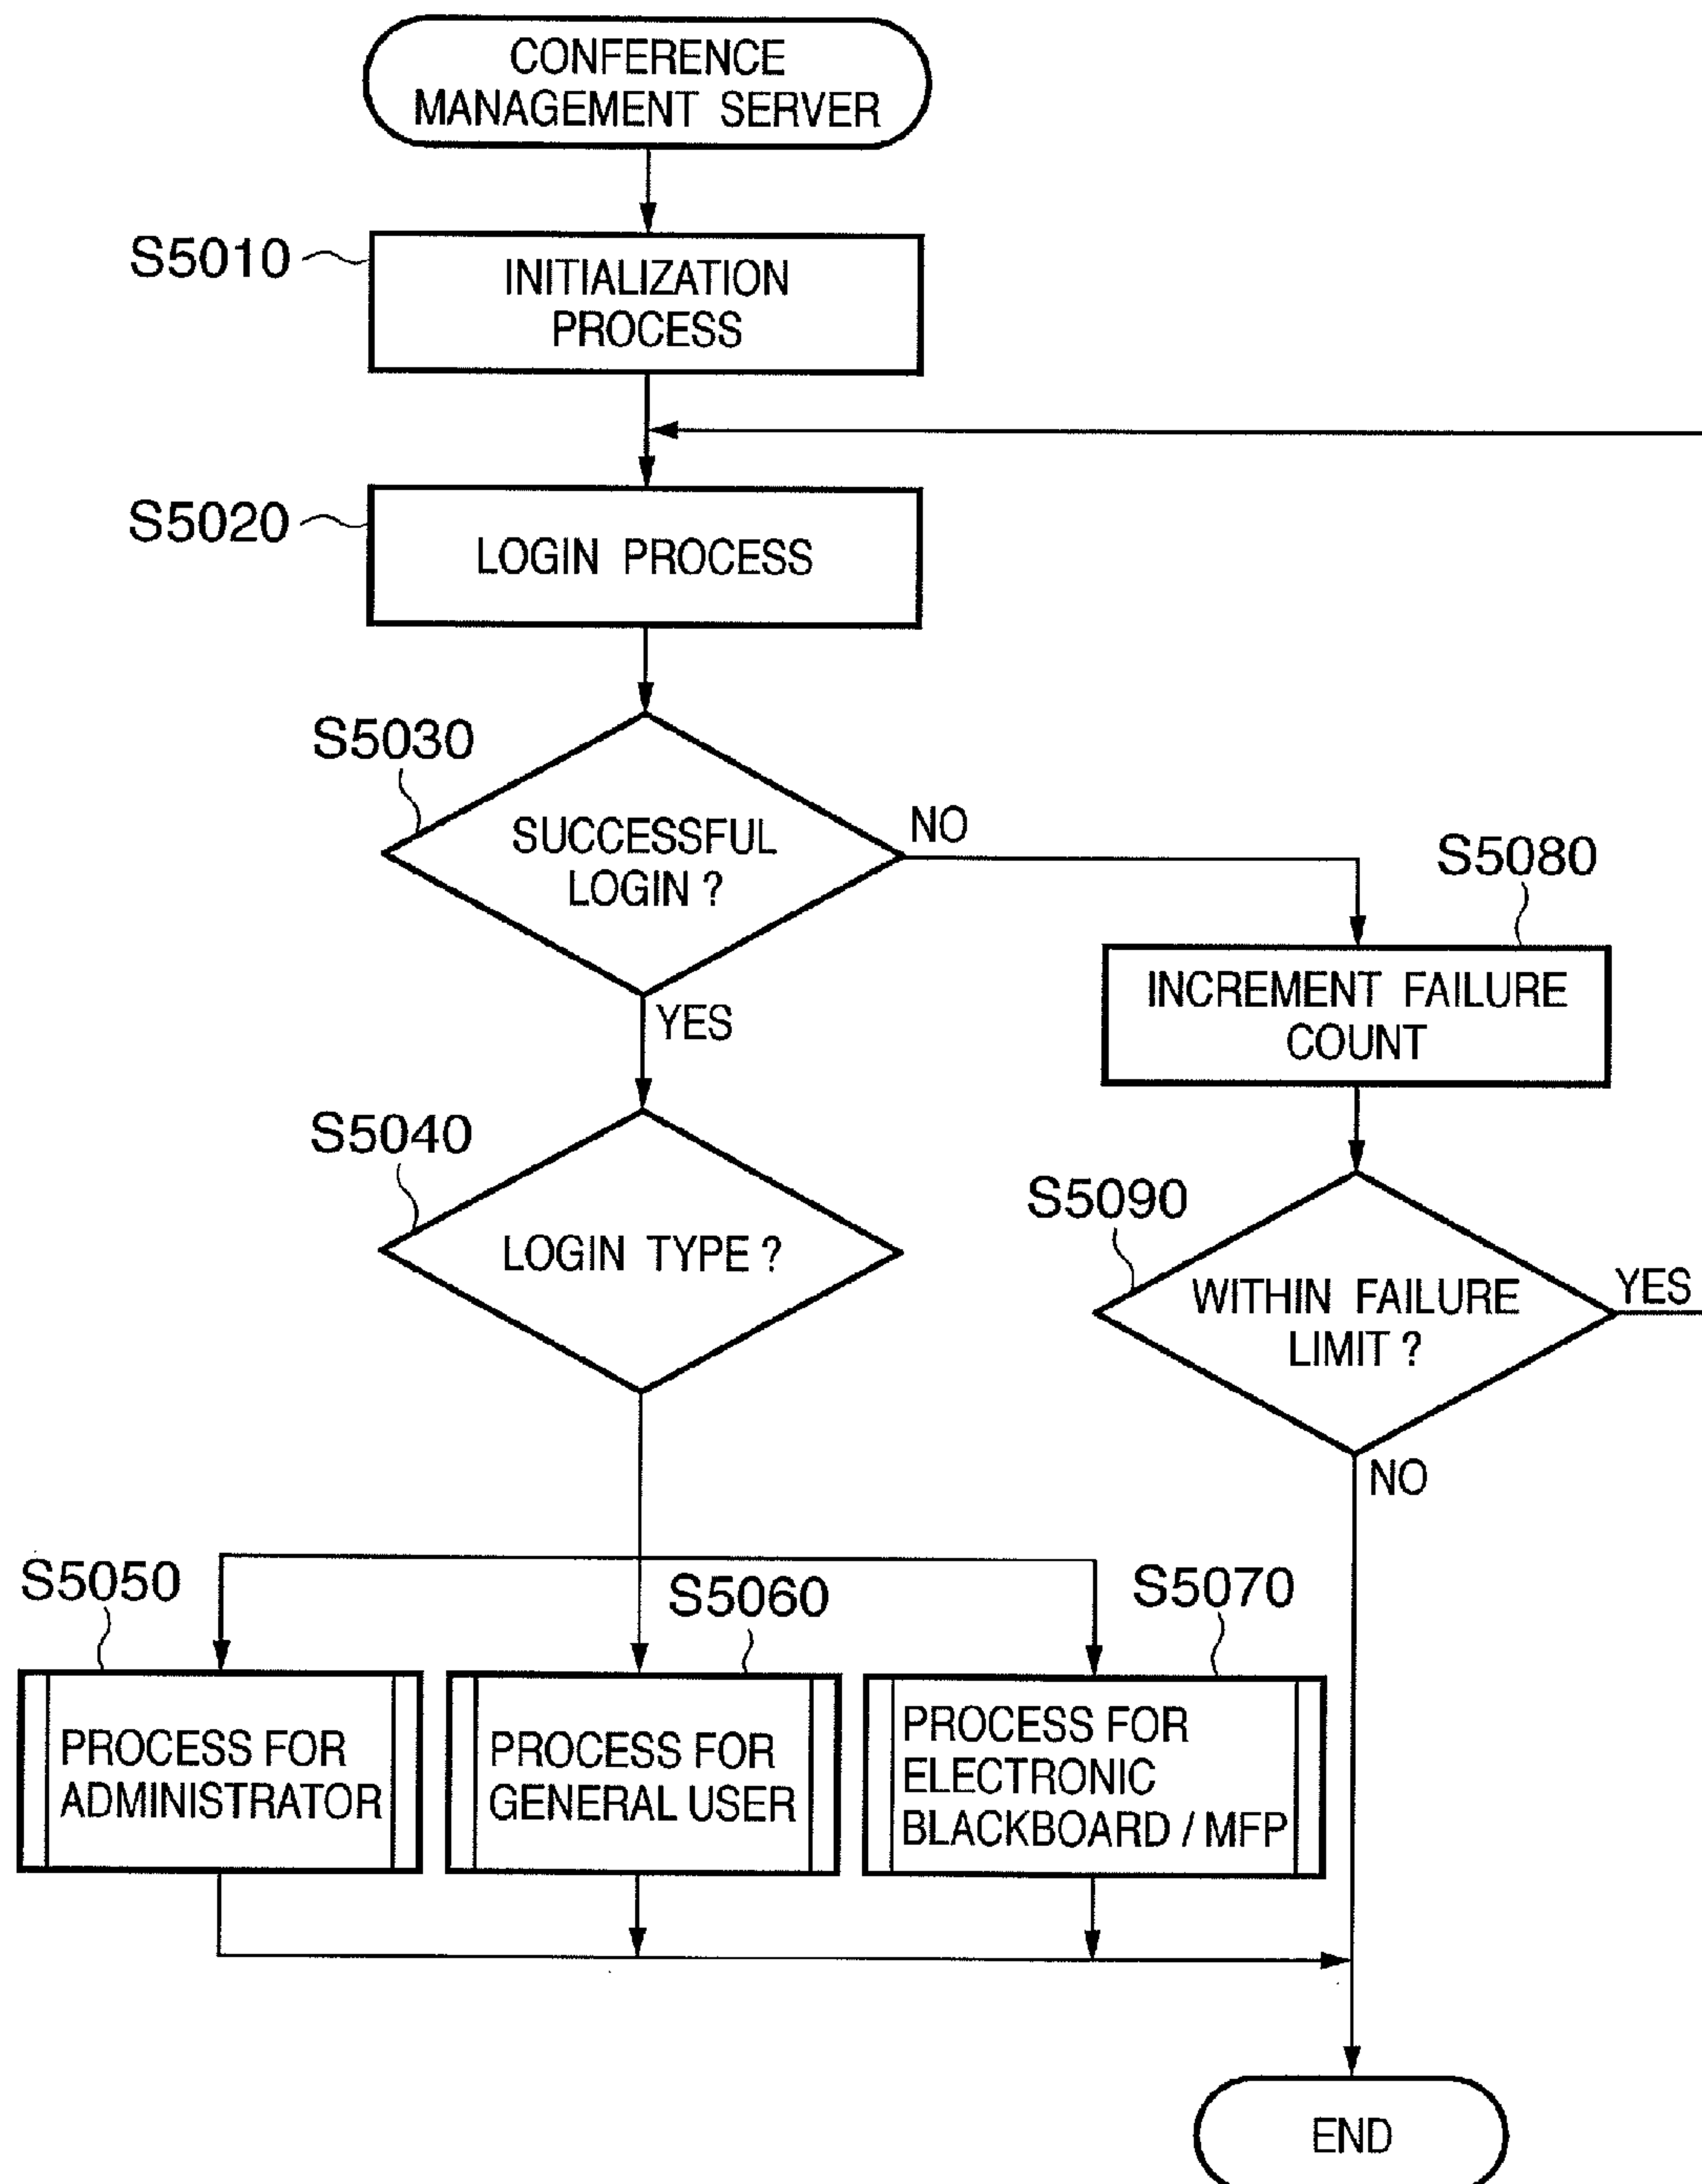 CONFERENCE
MANAGEMENT SERVER
S5010
INITIALIZATION
PROCESS
S5020
LOGIN PROCESS
S5030
SUCCESSFUL
LOGIN ?
NO
YES
S5080
INCREMENT FAILURE
COUNT
S5040
LOGIN TYPE ?
S5090
WITHIN FAILURE
LIMIT ?
YES
NO
S5050
PROCESS FOR
ADMINISTRATOR
S5060
PROCESS FOR
GENERAL USER
S5070
PROCESS FOR
ELECTRONIC
BLACKBOARD / MFP
END